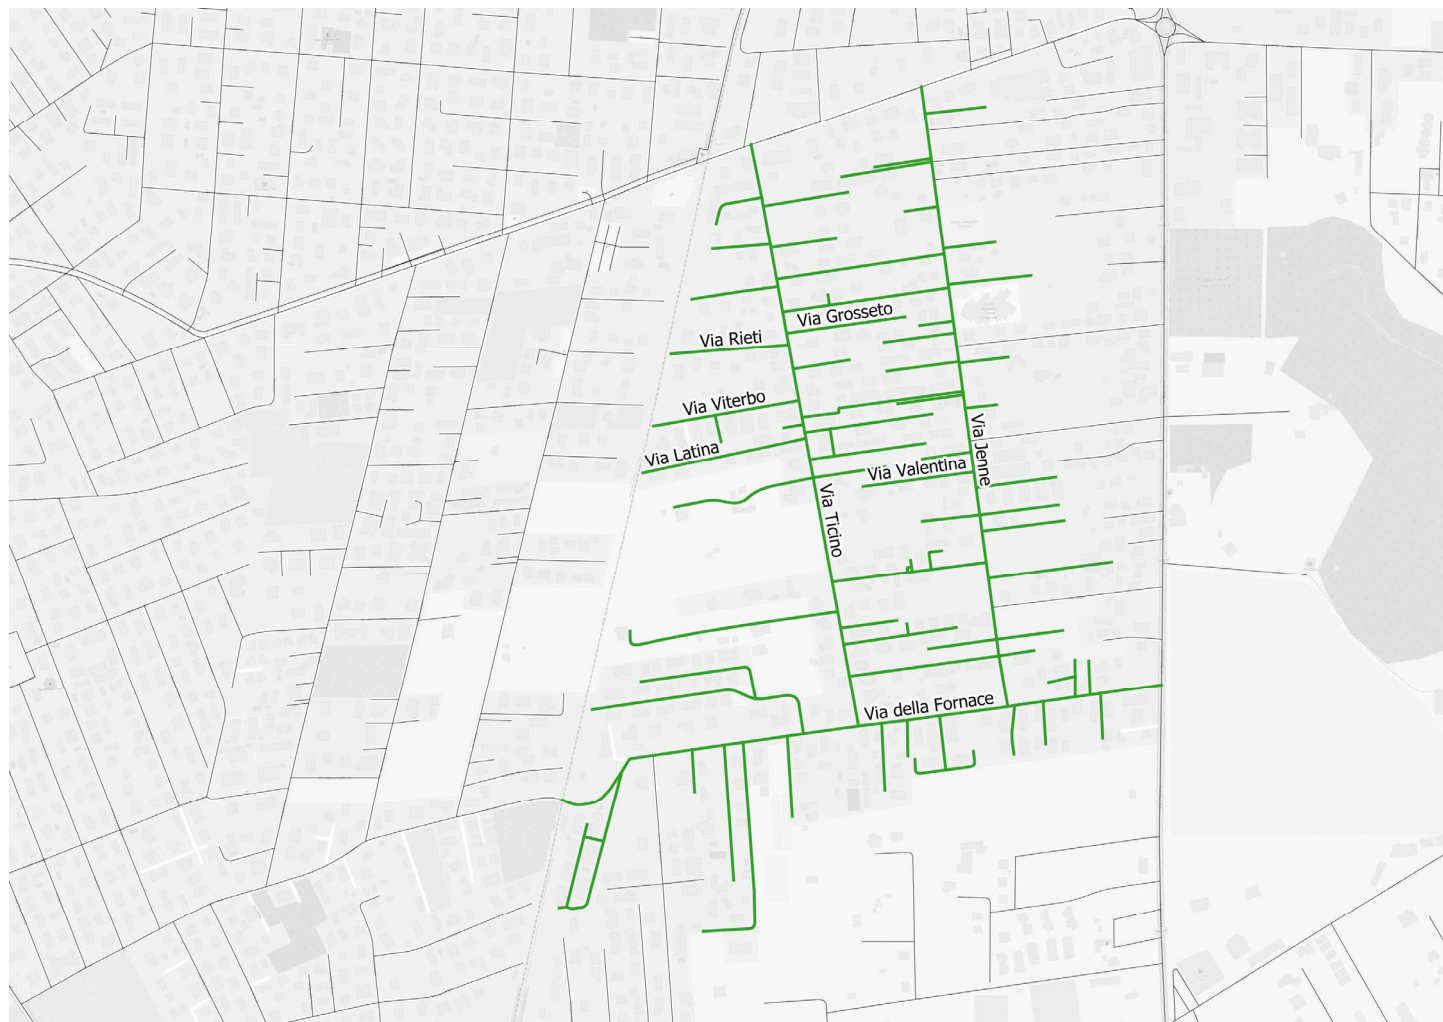 Via Grosseto
Via Rieti
Via Viterbo
Via Latina
Via Jenne
Via Valentina
Via Ticino
Via della Fornace